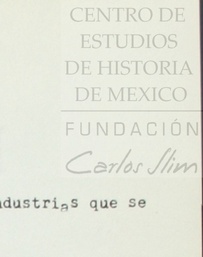 CENTRO DE
ESTUDIOS
DE HISTORIA
DE MEXICO
FUNDACIÓN
Carlos Slim
ndustrias que se